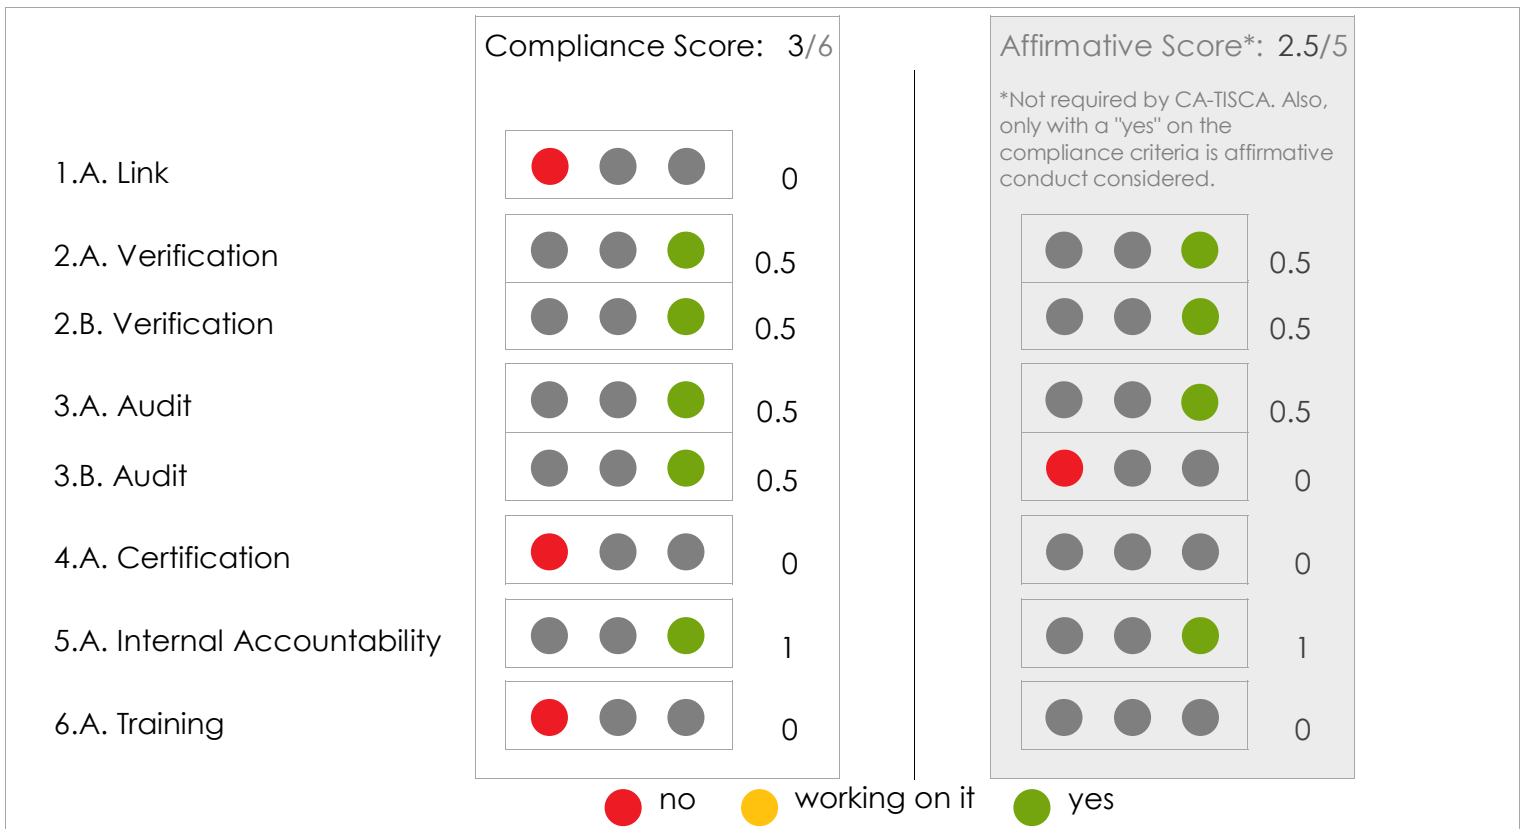 Compliance Score: 3/6
Affirmative Score*: 2.5/5
*Not required by CA-TISCA. Also,
only with a "yes" on the
compliance criteria is affirmative
conduct considered.
1.A. Link 0
2.A. Verification 0.5 0.5
2.B. Verification 0.5 0.5
3.A. Audit 0.5 0.5
3.B. Audit 0.5 0
4.A. Certification 0 0
5.A. Internal Accountability 1 1
6.A. Training 0 0
no working on it yes